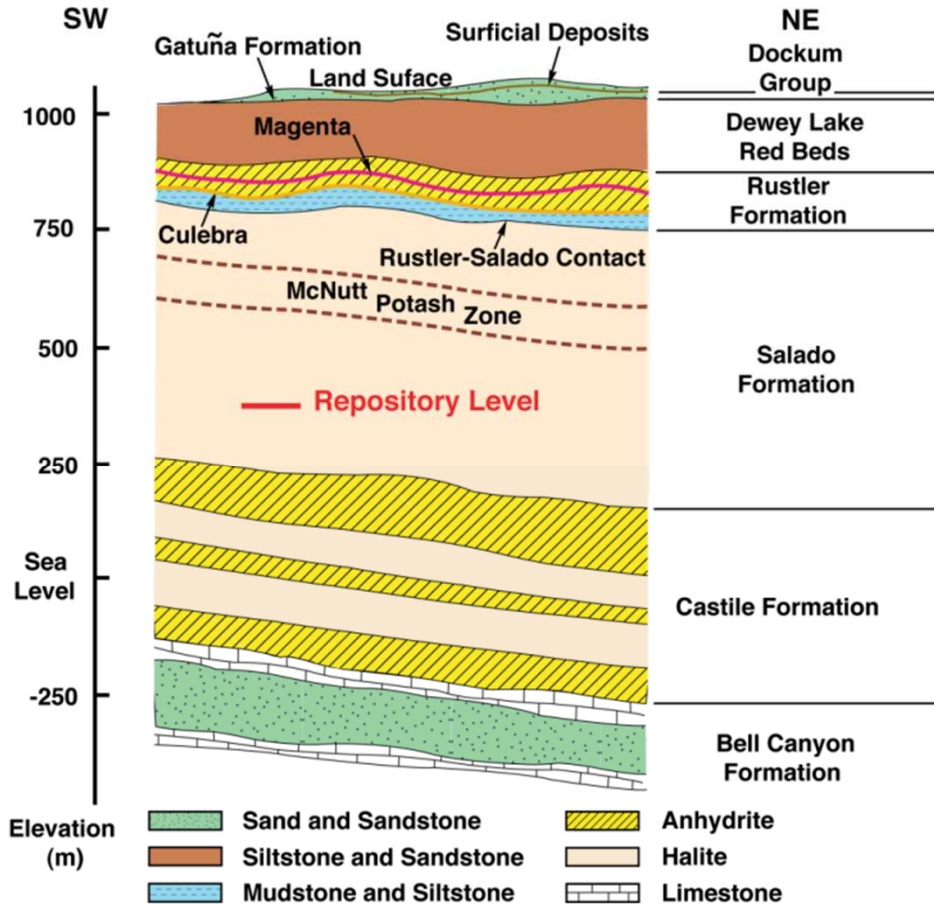 SW
NE
Gatuña Formation
Surficial Deposits
Land Suface
Dockum
Group
1000
Magenta
Dewey Lake
Red Beds
Rustler
Formation
Culebra
750
Rustler-Salado Contact
McNutt Potash Zone
500
Salado
Formation
Repository Level
250
Sea
Level
Castile Formation
-250
Bell Canyon
Formation
Elevation
(m)
Sand and Sandstone
Anhydrite
Siltstone and Sandstone
Halite
Mudstone and Siltstone
Limestone